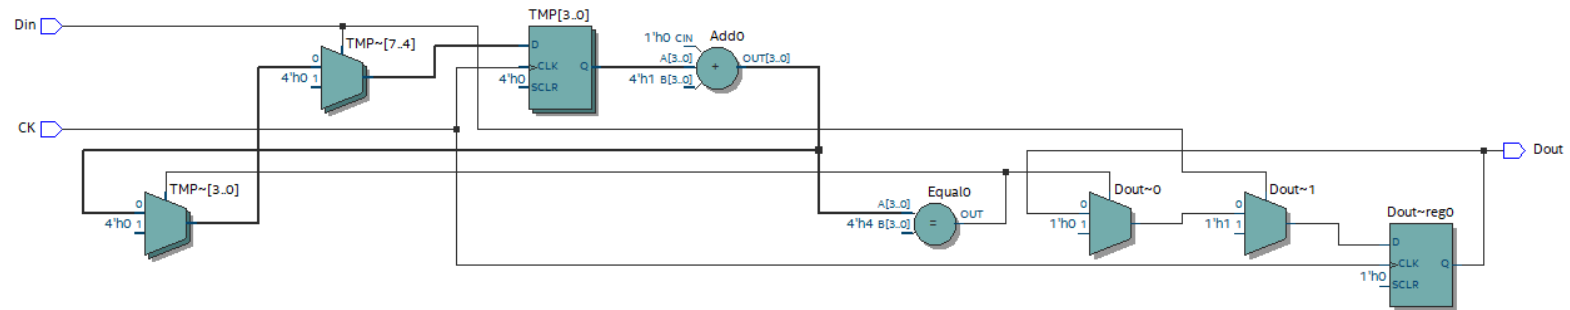 Din
TMP~[7..4]
0
4'h0 1
TMP[3..0]
D
CLK
4'h0
SCLR
Q
1'h0 CIN
A[3..0]
4'h1 B[3..0]
Add0
+
OUT[3..0]
CK
TMP~[3..0]
0
4'h0 1
Equal0
A[3..0]
4'h4 B[3..0]
=
OUT
Dout~0
0
1'h0 1
Dout~1
0
1'h1 1
Dout~reg0
D
CLK
1'h0
SCLR
Q
Dout